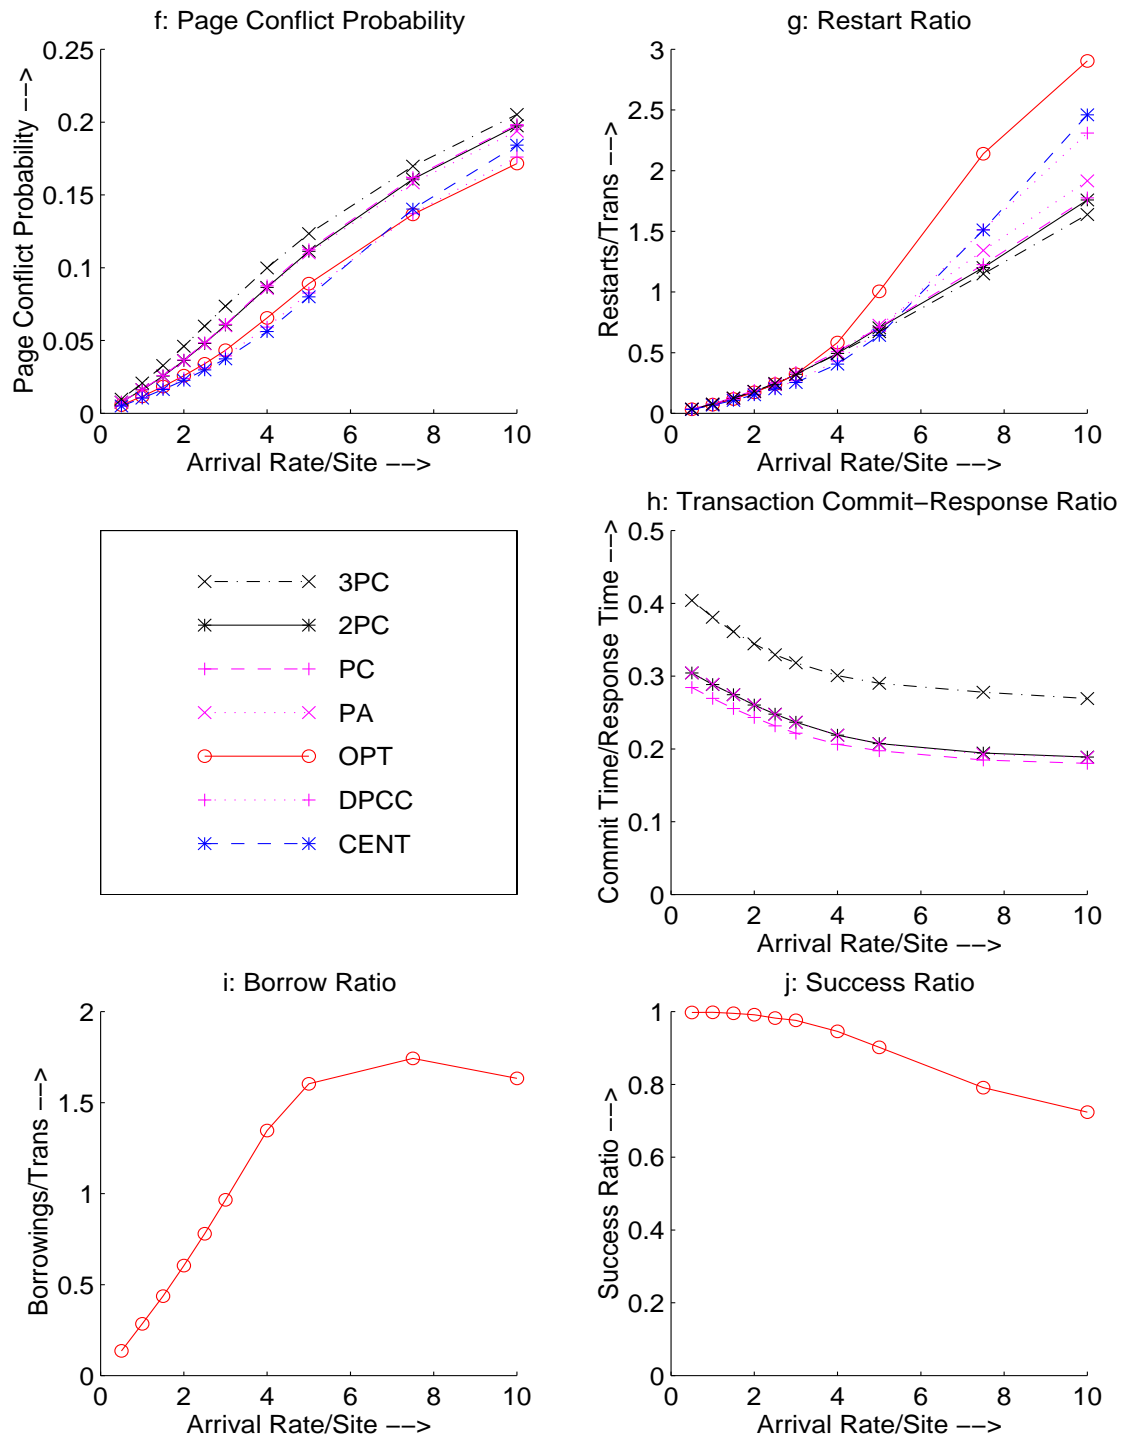 f: Page Conflict Probability
Page Conflict Probability −−>
0.25
0.2
0.15
0.1
0.05
0
0 2 4 6 8 10
Arrival Rate/Site −−>
g: Restart Ratio
Restarts/Trans −−>
3
2.5
2
1.5
1
0.5
0
0 2 4 6 8 10
Arrival Rate/Site −−>
3PC
2PC
PC
PA
OPT
DPCC
CENT
h: Transaction Commit−Response Ratio
Commit Time/Response Time −−>
0.5
0.4
0.3
0.2
0.1
0
0 2 4 6 8 10
Arrival Rate/Site −−>
i: Borrow Ratio
Borrowings/Trans −−>
2
1.5
1
0.5
0
0 2 4 6 8 10
Arrival Rate/Site −−>
j: Success Ratio
Success Ratio −−>
1
0.8
0.6
0.4
0.2
0
0 2 4 6 8 10
Arrival Rate/Site −−>